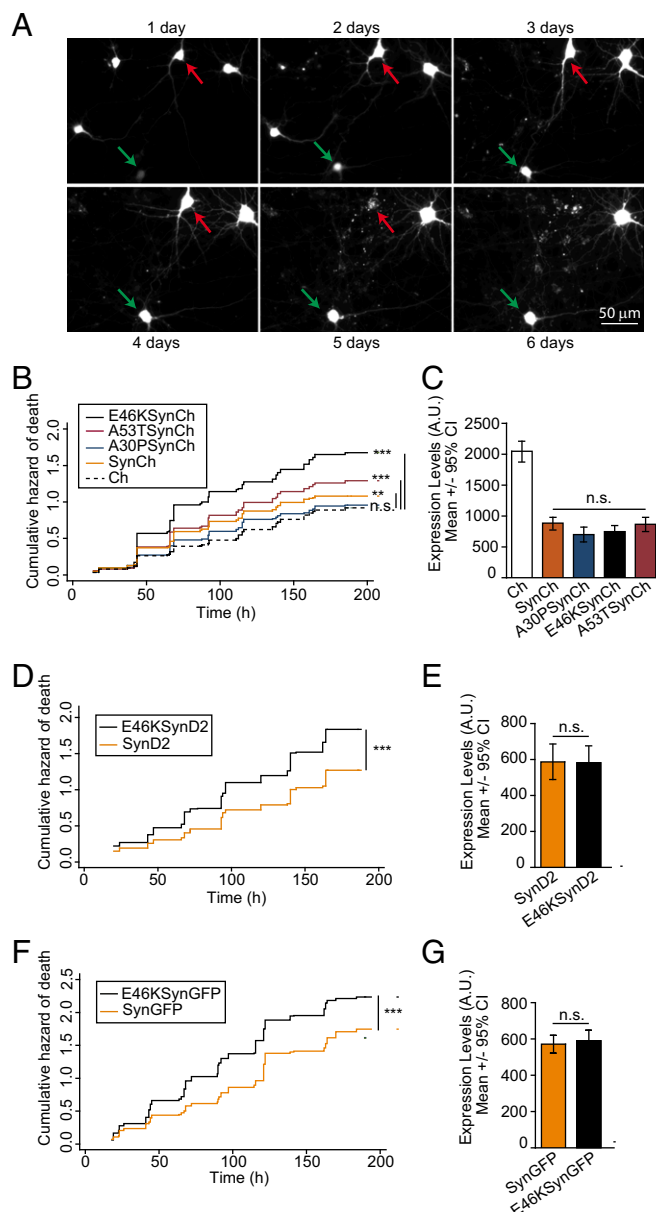 A
1 day 2 days 3 days
50 μm
4 days 5 days 6 days
B
Cumulative hazard of death
0.0 0.5 1.0 1.5 2.0
E46KSynCh
A53TSynCh
A30PSynCh
SynCh
Ch
***
***
**
n.s.
0 50 100 150 200
Time (h)
C
Expression Levels (A.U.)
Mean +/- 95% CI
2500
2000
1500
1000
500
0
n.s.
Ch
SynCh
A30PSynCh
E46KSynCh
A53TSynCh
D
Cumulative hazard of death
0.0 0.5 1.0 1.5 2.0
E46KSynD2
SynD2
***
0 50 100 150 200
Time (h)
E
Expression Levels (A.U.)
Mean +/- 95% CI
800
600
400
200
0
n.s.
SynD2
E46KSynD2
F
Cumulative hazard of death
0.0 0.5 1.0 1.5 2.0 2.5
E46KSynGFP
SynGFP
***
0 50 100 150 200
Time (h)
G
Expression Levels (A.U.)
Mean +/- 95% CI
800
600
400
200
0
n.s.
SynGFP
E46KSynGFP